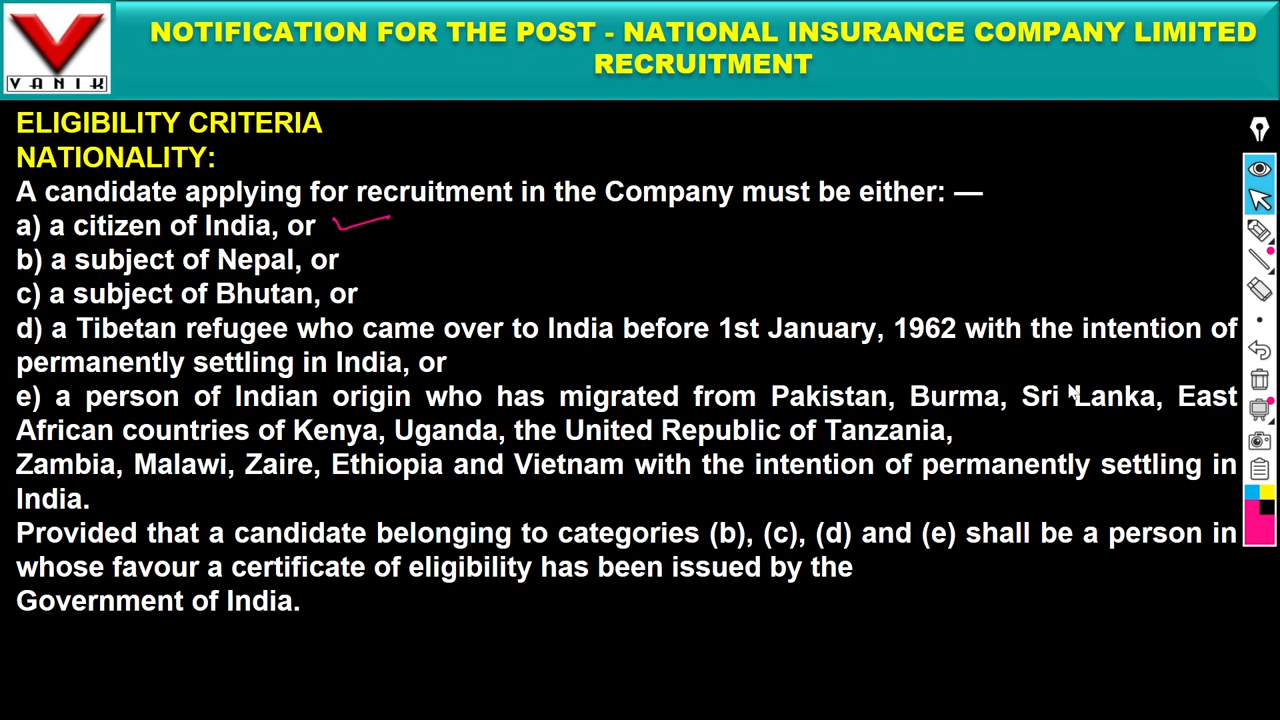 VANIK
NOTIFICATION FOR THE POST - NATIONAL INSURANCE COMPANY LIMITED
RECRUITMENT
ELIGIBILITY CRITERIA
NATIONALITY:
A candidate applying for recruitment in the Company must be either: —
a) a citizen of India, or
b) a subject of Nepal, or
c) a subject of Bhutan, or
d) a Tibetan refugee who came over to India before 1st January, 1962 with the intention of
permanently settling in India, or
e) a person of Indian origin who has migrated from Pakistan, Burma, Sri Lanka, East
African countries of Kenya, Uganda, the United Republic of Tanzania,
Zambia, Malawi, Zaire, Ethiopia and Vietnam with the intention of permanently settling in
India.
Provided that a candidate belonging to categories (b), (c), (d) and (e) shall be a person in
whose favour a certificate of eligibility has been issued by the
Government of India.